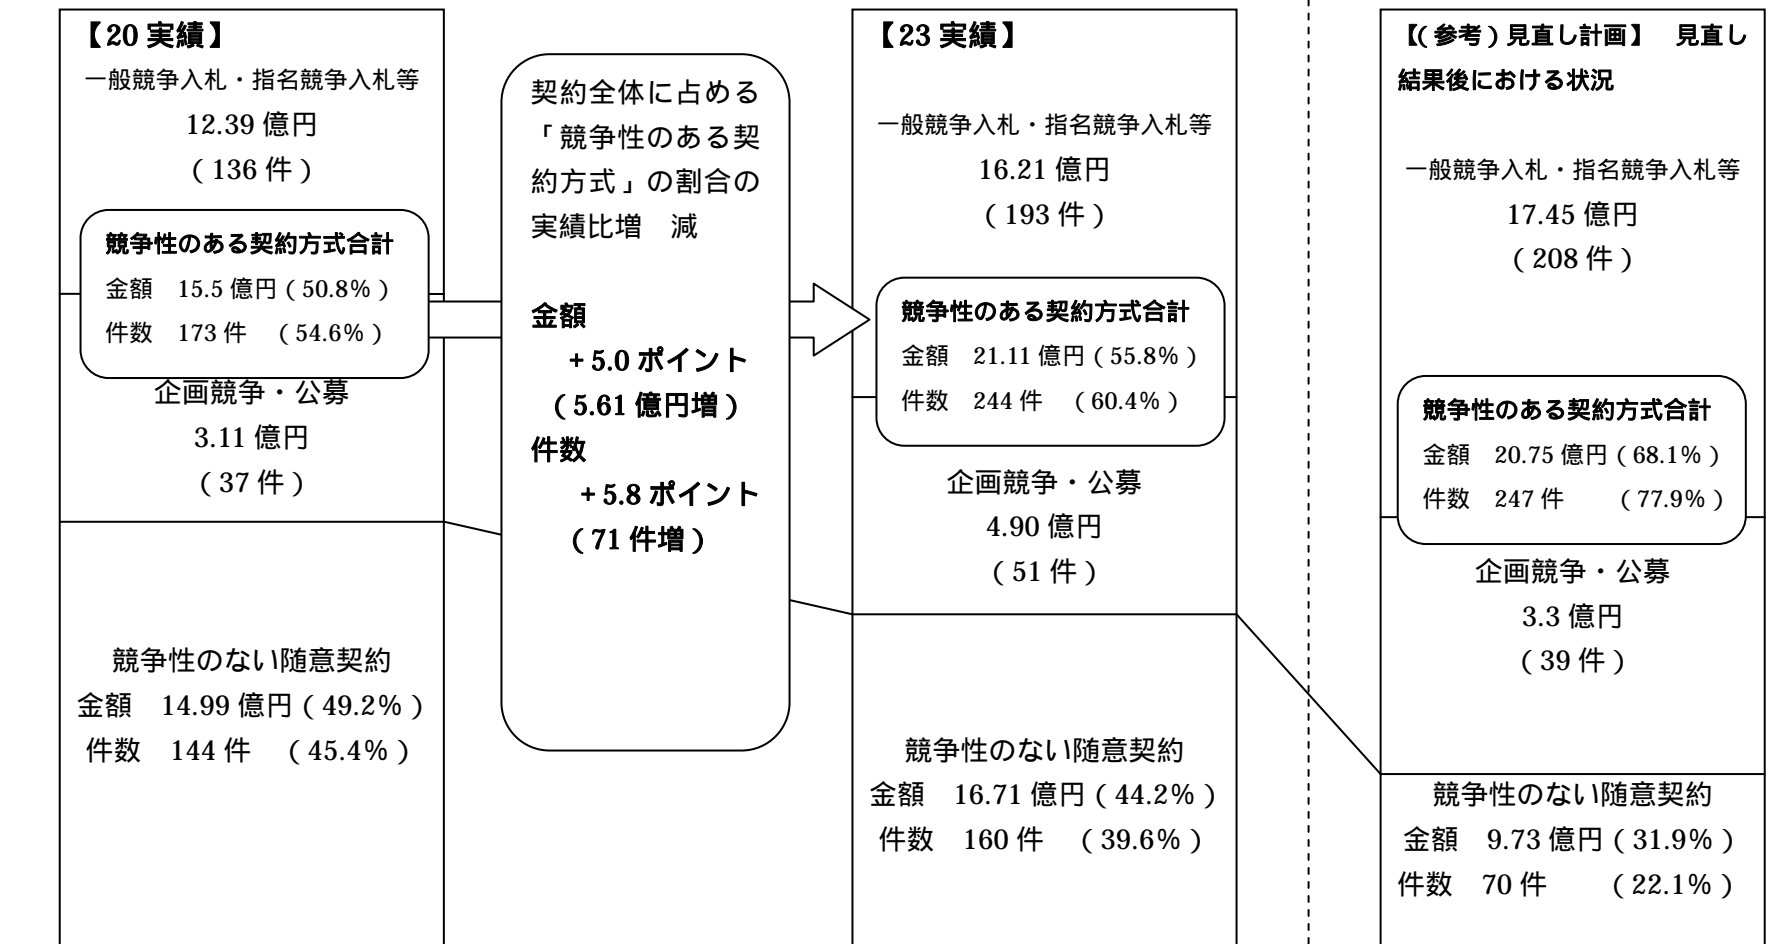 【20 実績】
一般競争入札・指名競争入札等
12.39 億円
( 136 件 )
競争性のある契約方式合計
金額　15.5 億円 ( 50.8% )
件数　173 件　( 54.6% )
企画競争・公募
3.11 億円
( 37 件 )
競争性のない随意契約
金額　14.99 億円 ( 49.2% )
件数　144 件　( 45.4% )
契約全体に占める
「競争性のある契
約方式」の割合の
実績比増　減
金額
+ 5.0 ポイント
( 5.61 億円増 )
件数
+ 5.8 ポイント
( 71 件増 )
【23 実績】
一般競争入札・指名競争入札等
16.21 億円
( 193 件 )
競争性のある契約方式合計
金額　21.11 億円 ( 55.8% )
件数　244 件　( 60.4% )
企画競争・公募
4.90 億円
( 51 件 )
競争性のない随意契約
金額　16.71 億円 ( 44.2% )
件数　160 件　( 39.6% )
【( 参考 ) 見直し計画】　見直し
結果後における状況
一般競争入札・指名競争入札等
17.45 億円
( 208 件 )
競争性のある契約方式合計
金額　20.75 億円 ( 68.1% )
件数　247 件　　( 77.9% )
企画競争・公募
3.3 億円
( 39 件 )
競争性のない随意契約
金額　9.73 億円 ( 31.9% )
件数　70 件　　( 22.1% )